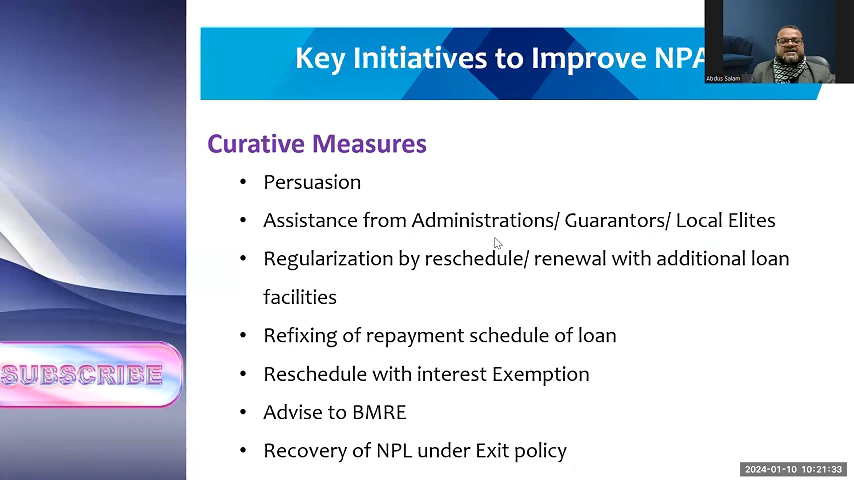 Key Initiatives to Improve NPA
Abdus Salam
Curative Measures
• Persuasion
• Assistance from Administrations/ Guarantors/ Local Elites
• Regularization by reschedule/ renewal with additional loan
facilities
• Refixing of repayment schedule of loan
• Reschedule with interest Exemption
• Advise to BMRE
• Recovery of NPL under Exit policy
SUBSCRIBE
2024-01-10 10:21:33